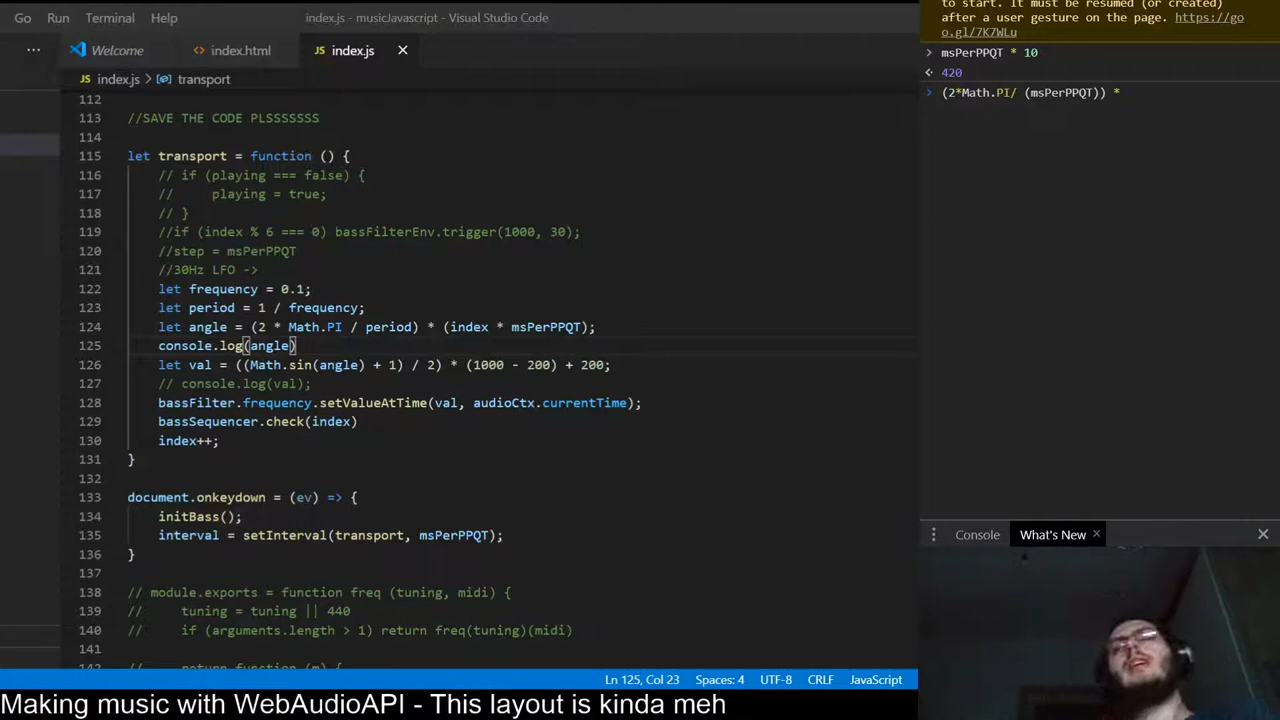 Go Run Terminal Help index.js - musicJavascript - Visual Studio Code
··· Welcome index.html JS index.js ×
JS index.js > transport
112
113 //SAVE THE CODE PLSSSSSSS
114
115 let transport = function () {
116 // if (playing === false) {
117 // playing = true;
118 // }
119 //if (index % 6 === 0) bassFilterEnv.trigger(1000, 30);
120 //step = msPerPPQT
121 //30Hz LFO ->
122 let frequency = 0.1;
123 let period = 1 / frequency;
124 let angle = (2 * Math.PI / period) * (index * msPerPPQT);
125 console.log(angle)
126 let val = ((Math.sin(angle) + 1) / 2) * (1000 - 200) + 200;
127 // console.log(val);
128 bassFilter.frequency.setValueAtTime(val, audioCtx.currentTime);
129 bassSequencer.check(index)
130 index++;
131 }
132
133 document.onkeydown = (ev) => {
134 initBass();
135 interval = setInterval(transport, msPerPPQT);
136 }
137
138 // module.exports = function freq (tuning, midi) {
139 // tuning = tuning || 440
140 // if (arguments.length > 1) return freq(tuning)(midi)
141
142 // return function (m) {
Ln 125, Col 23 Spaces: 4 UTF-8 CRLF JavaScript
to start. It must be resumed (or created)
after a user gesture on the page. https://go
o.gl/7K7WLu
> msPerPPQT * 10
420
> (2*Math.PI/ (msPerPPQT)) *
Console What's New × ×
Making music with WebAudioAPI - This layout is kinda meh